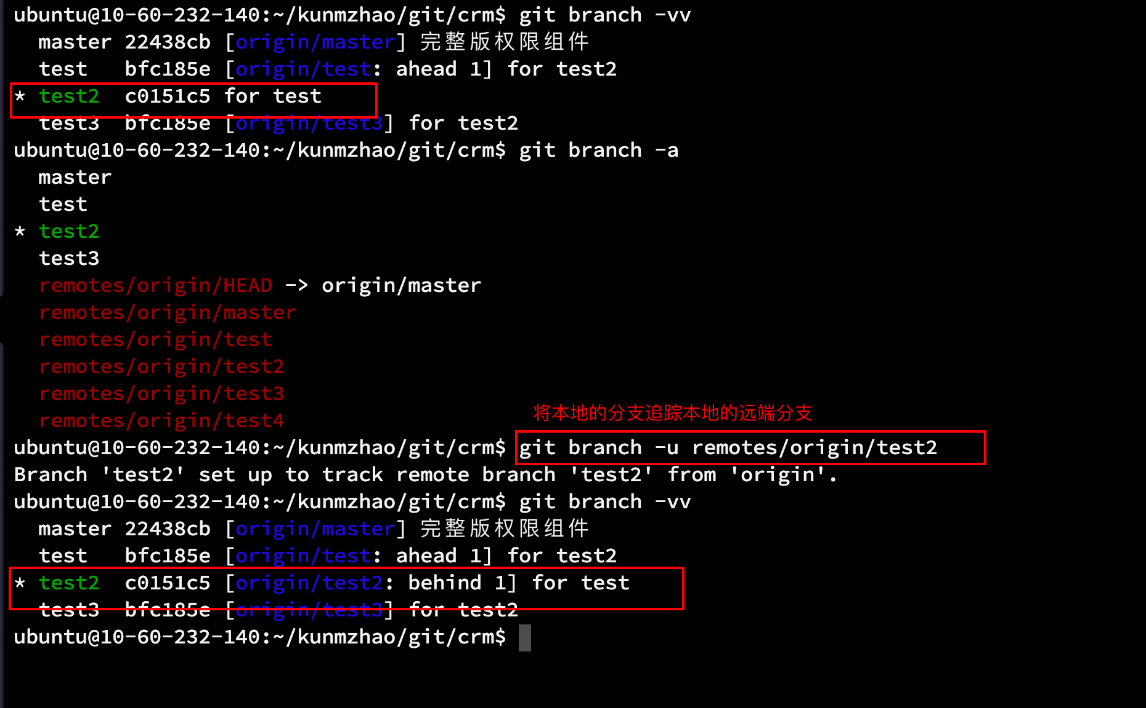 ubuntu@10-60-232-140:~/kunmzhao/git/crm$ git branch -vv
master 22438cb [origin/master] 完整版权限组件
test bfc185e [origin/test: ahead 1] for test2
* test2 c0151c5 for test
test3 bfc185e [origin/test3] for test2
ubuntu@10-60-232-140:~/kunmzhao/git/crm$ git branch -a
master
test
* test2
test3
remotes/origin/HEAD -> origin/master
remotes/origin/master
remotes/origin/test
remotes/origin/test2
remotes/origin/test3
remotes/origin/test4
将本地的分支追踪本地的远端分支
ubuntu@10-60-232-140:~/kunmzhao/git/crm$ git branch -u remotes/origin/test2
Branch 'test2' set up to track remote branch 'test2' from 'origin'.
ubuntu@10-60-232-140:~/kunmzhao/git/crm$ git branch -vv
master 22438cb [origin/master] 完整版权限组件
test bfc185e [origin/test: ahead 1] for test2
* test2 c0151c5 [origin/test2: behind 1] for test
test3 bfc185e [origin/test3] for test2
ubuntu@10-60-232-140:~/kunmzhao/git/crm$